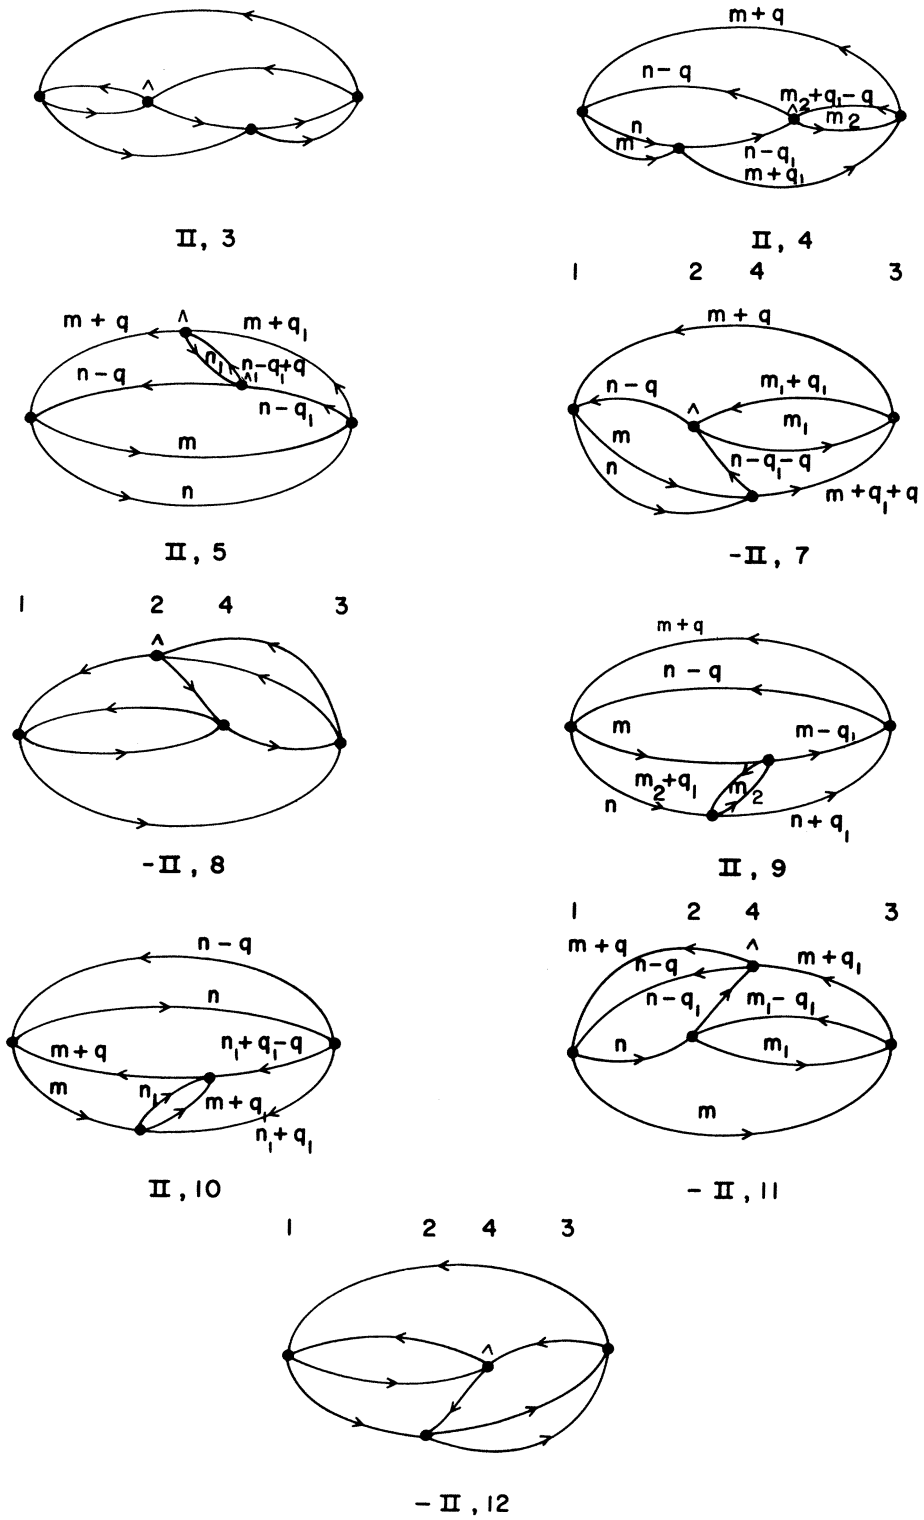 ^
II, 3
m+q
n-q
m₂+q₁-q
^
m₂
n
m
n-q₁
m+q₁
II, 4
m+q
^
m+q₁
n₁
n-q₁+q
^
n-q
n-q₁
m
n
II, 5
1 2 4 3
m+q
n-q
m₁+q₁
^
m₁
m
n
n-q₁-q
m+q₁+q
-II, 7
1 2 4 3
^
-II, 8
m+q
n-q
m
m-q₁
m₂+q₁
m₂
n
n+q₁
II, 9
n-q
n
m+q
n₁+q₁-q
m
n₁
m+q₁
n₁+q₁
II, 10
1 2 4 3
m+q
^
n-q
m+q₁
n-q₁
m₁-q₁
n
m₁
m
-II, 11
1 2 4 3
^
-II, 12